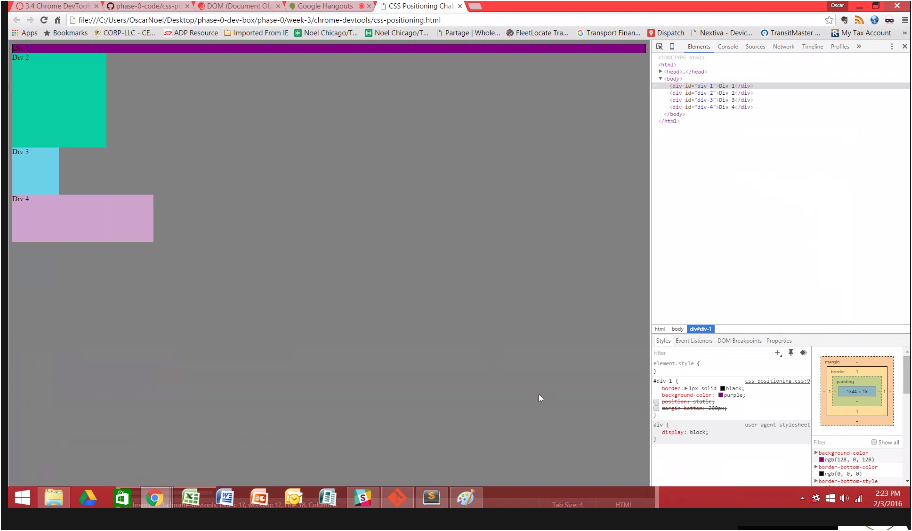 3.4 Chrome DevTools
phase-0-code/css-p
DOM (Document OL
Google Hangouts
CSS Positioning Chal
Oscar
file:///C:/Users/OscarNoel/Desktop/phase-0-dev-box/phase-0/week-3/chrome-devtools/css-positioning.html
Apps
Bookmarks
CORP-LLC - CE...
ADP Resource
Imported From IE
Noel Chicago/T...
Noel Chicago/T...
Partage | Whole...
FleetLocate Tra...
Transport Finan...
Dispatch
Nextiva - Devic...
TransitMaster ...
My Tax Account
»
Div 1
Div 2
Div 3
Div 4
Elements Console Sources Network Timeline Profiles »
<!DOCTYPE html>
<html>
<head>…</head>
<body>
<div id="div-1">Div 1</div>
<div id="div-2">Div 2</div>
<div id="div-3">Div 3</div>
<div id="div-4">Div 4</div>
</body>
</html>
html body div#div-1
Styles Event Listeners DOM Breakpoints Properties
Filter
element.style {
}
#div-1 { css-positioning.css:9
border: 1px solid black;
background-color: purple;
position: static;
margin-bottom: 200px;
}
div { user agent stylesheet
display: block;
}
margin -
border 1
padding -
Filter
Show all
background-color
rgb(128, 0, 128)
border-bottom-color
rgb(0, 0, 0)
border-bottom-style
Tab Size: 4
HTML
2:23 PM
2/3/2016